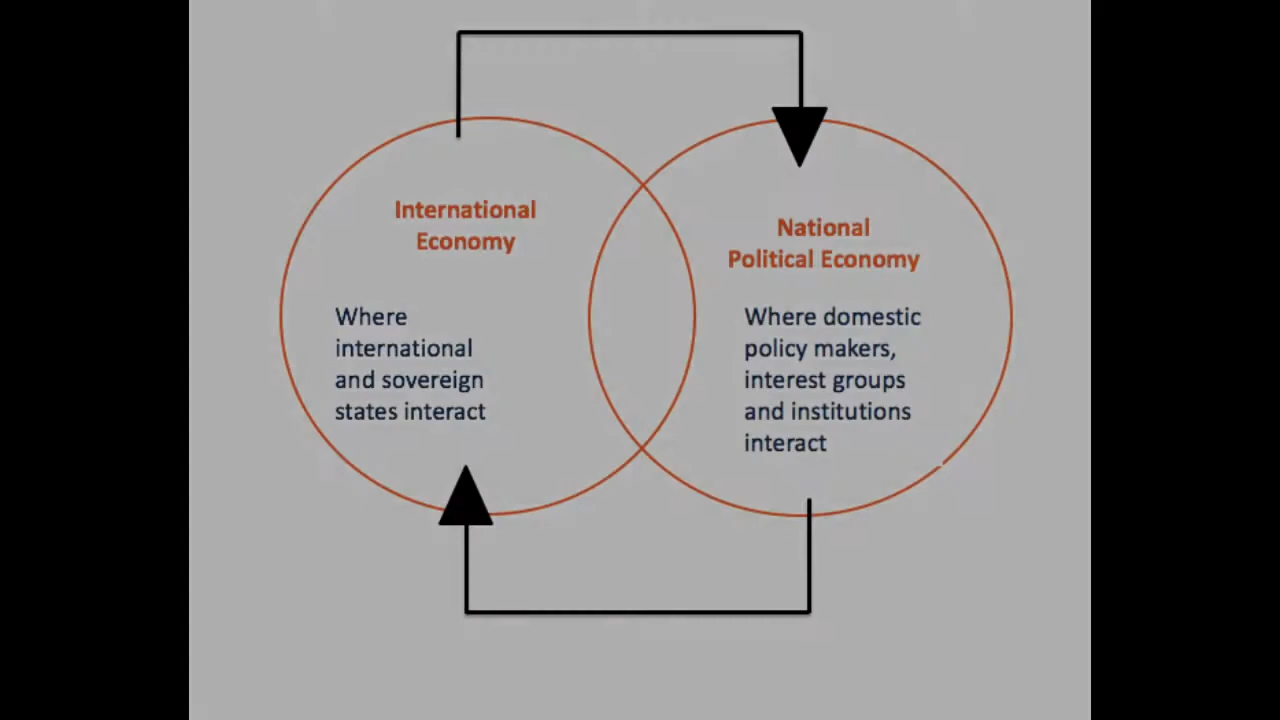 International
Economy
Where
international
and sovereign
states interact
National
Political Economy
Where domestic
policy makers,
interest groups
and institutions
interact